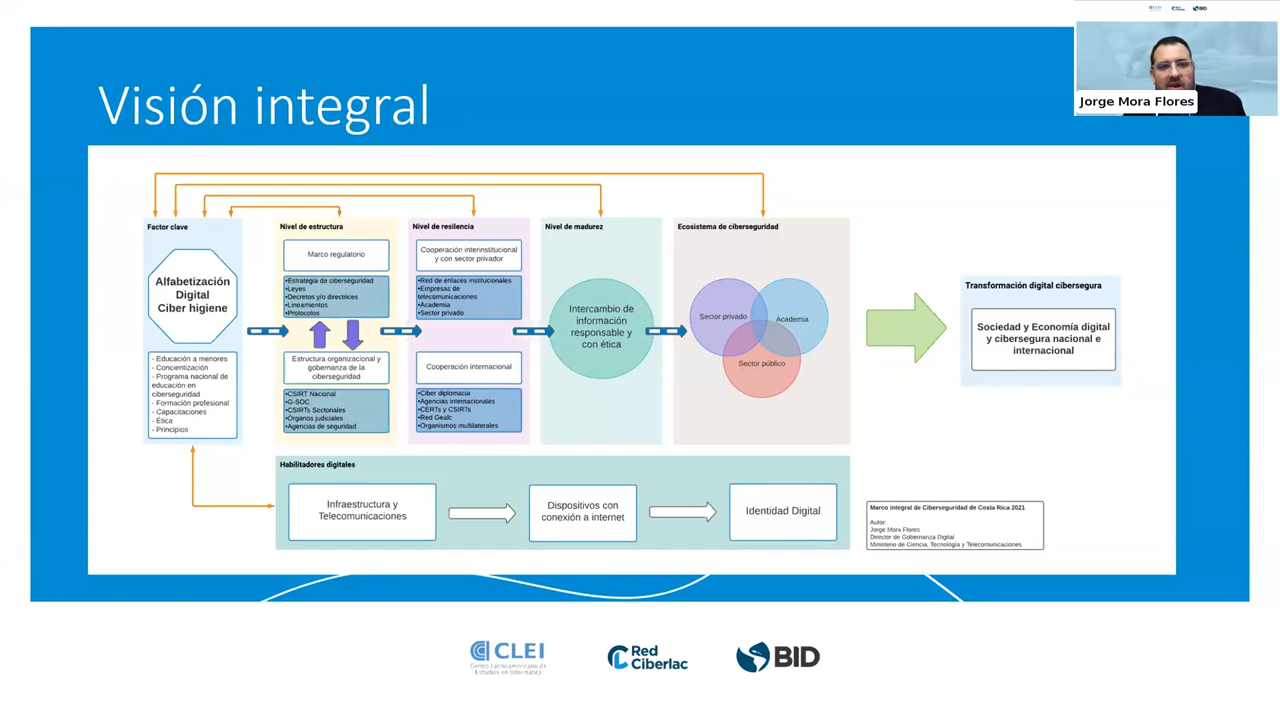 CLEI Red Ciberlac BID
Jorge Mora Flores
Visión integral
Factor clave
Alfabetización
Digital
Ciber higiene
- Educación a menores
- Concientización
- Programa nacional de
educación en
ciberseguridad
- Formación profesional
- Capacitaciones
- Ética
- Principios
Nivel de estructura
Marco regulatorio
•Estrategia de ciberseguridad
•Leyes
•Decretos y/o directrices
•Lineamientos
•Protocolos
Estructura organizacional y
gobernanza de la
ciberseguridad
•CSIRT Nacional
•G-SOC
•CSIRTs Sectoriales
•Órganos judiciales
•Agencias de seguridad
Nivel de resilencia
Cooperación interinstitucional
y con sector privador
•Red de enlaces institucionales
•Empresas de
telecomunicaciones
•Academia
•Sector privado
Cooperación internacional
•Ciber diplomacia
•Agencias internacionales
•CERTs y CSIRTs
•Red Gealc
•Organismos multilaterales
Nivel de madurez
Intercambio de
información
responsable y
con ética
Ecosistema de ciberseguridad
Sector privado
Academia
Sector público
Transformación digital cibersegura
Sociedad y Economía digital
y cibersegura nacional e
internacional
Habilitadores digitales
Infraestructura y
Telecomunicaciones
Dispositivos con
conexión a internet
Identidad Digital
Marco integral de Ciberseguridad de Costa Rica 2021
Autor:
Jorge Mora Flores
Director de Gobernanza Digital
Ministerio de Ciencia, Tecnología y Telecomunicaciones
CLEI
Centro Latinoamericano de
Estudios en Informática
Red
Ciberlac
BID